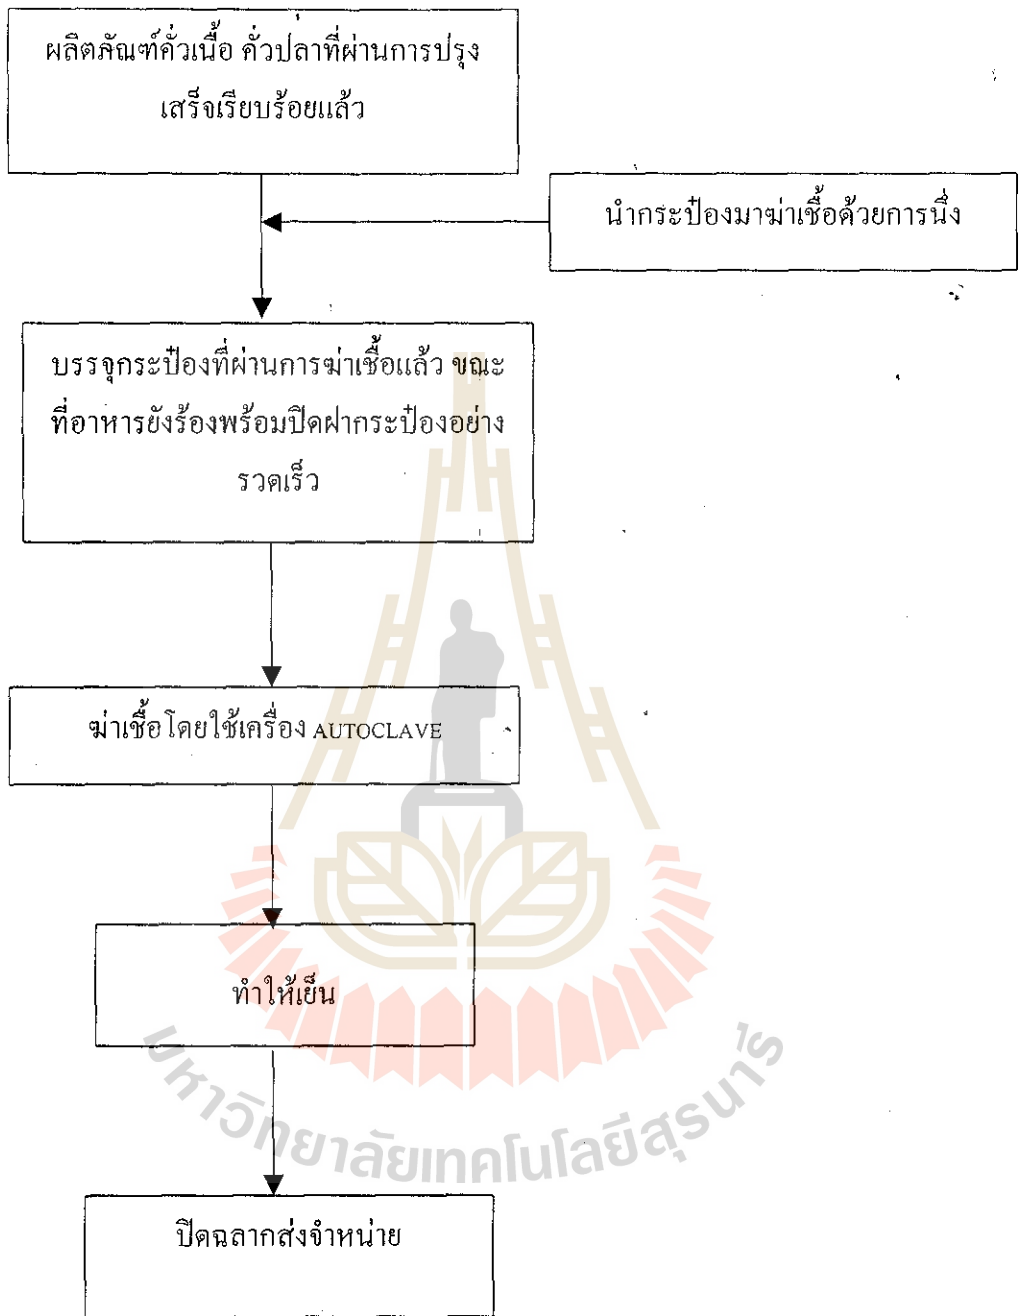 ผลิตภัณฑ์คั่วเนื้อ คั่วปลาที่ผ่านการปรุง
เสร็จเรียบร้อยแล้ว
นำกระป๋องมาฆ่าเชื้อด้วยการนึ่ง
บรรจุกระป๋องที่ผ่านการฆ่าเชื้อแล้ว ขณะ
ที่อาหารยังร้องพร้อมปิดฝากระป๋องอย่าง
รวดเร็ว
ฆ่าเชื้อโดยใช้เครื่อง AUTOCLAVE
ทำให้เย็น
มหาวิทยาลัยเทคโนโลยีสุรนารี
ปิดฉลากส่งจำหน่าย